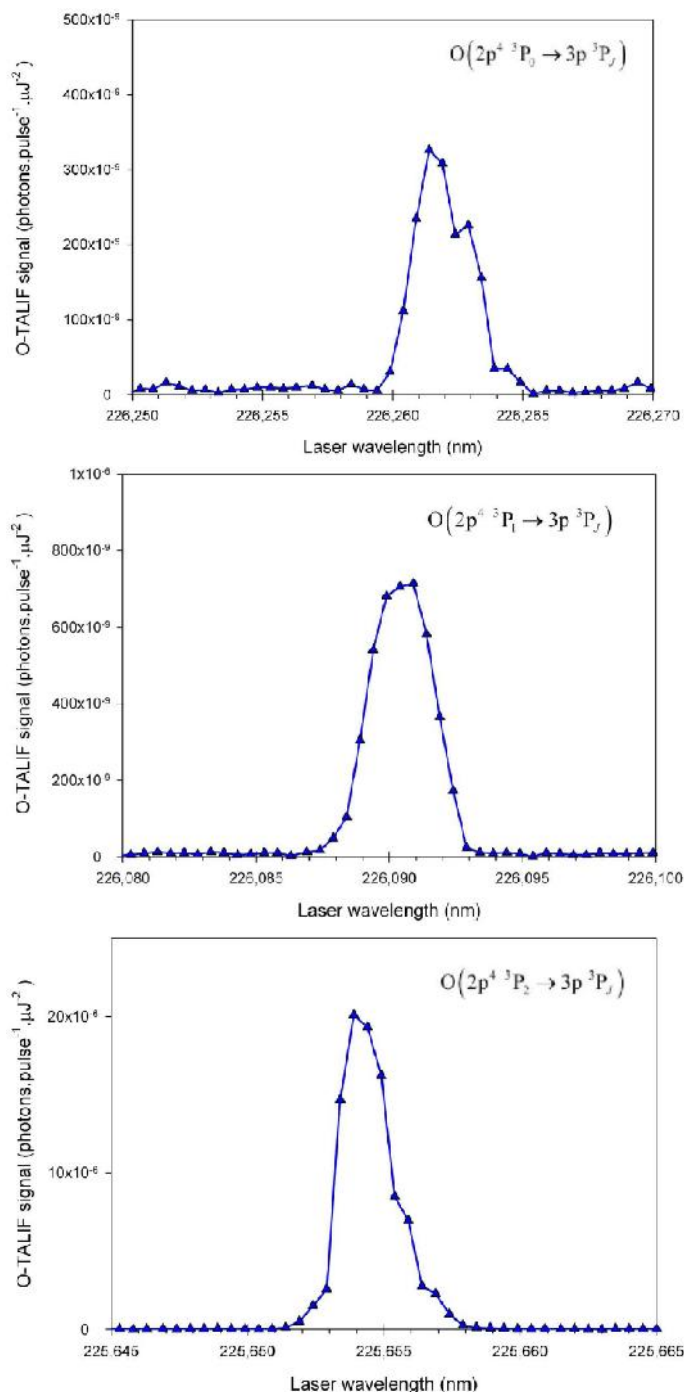 500x10⁻⁹
O(2p⁴ ³P₀ → 3p ³P_J)
400x10⁻⁹
300x10⁻⁹
200x10⁻⁹
100x10⁻⁹
0
O-TALIF signal (photons.pulse⁻¹.µJ⁻²)
226,250 226,255 226,260 226,265 226,270
Laser wavelength (nm)
1x10⁻⁶
O(2p⁴ ³P₁ → 3p ³P_J)
800x10⁻⁹
600x10⁻⁹
400x10⁻⁹
200x10⁻⁹
0
O-TALIF signal (photons.pulse⁻¹.µJ⁻²)
226,080 226,085 226,090 226,095 226,100
Laser wavelength (nm)
O(2p⁴ ³P₂ → 3p ³P_J)
20x10⁻⁶
10x10⁻⁶
0
O-TALIF signal (photons.pulse⁻¹.µJ⁻²)
225,645 225,650 225,655 225,660 225,665
Laser wavelength (nm)